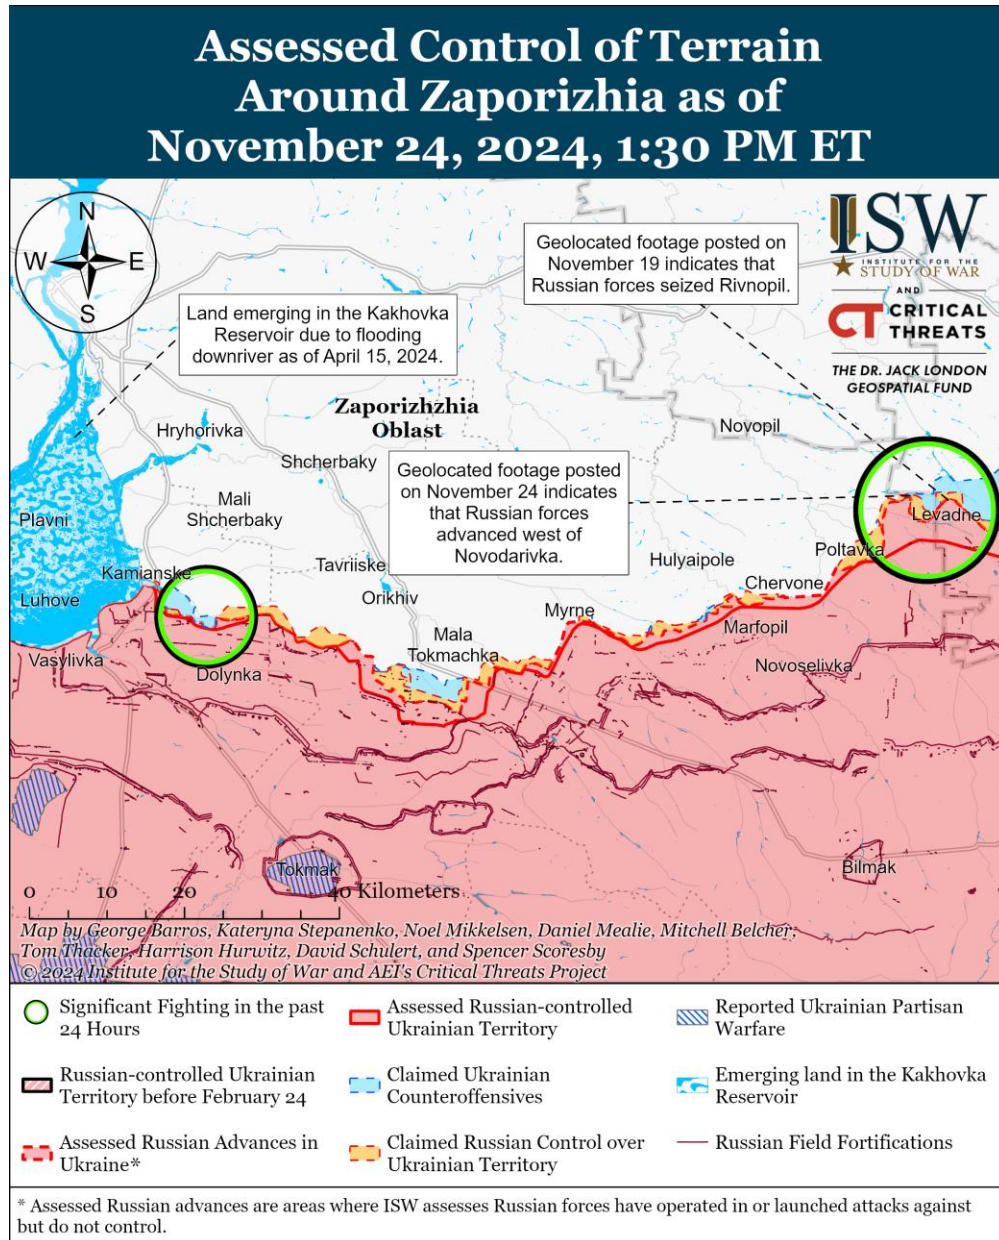 Assessed Control of Terrain
Around Zaporizhia as of
November 24, 2024, 1:30 PM ET
N
W E
S
ISW
INSTITUTE FOR THE
STUDY OF WAR
AND
CT CRITICAL
THREATS
THE DR. JACK LONDON
GEOSPATIAL FUND
Geolocated footage posted on
November 19 indicates that
Russian forces seized Rivnopil.
Land emerging in the Kakhovka
Reservoir due to flooding
downriver as of April 15, 2024.
Zaporizhzhia
Oblast
Hryhorivka
Novopil
Shcherbaky
Geolocated footage posted
on November 24 indicates
that Russian forces
advanced west of
Novodarivka.
Mali
Shcherbaky
Plavni
Levadne
Poltavka
Hulyaipole
Tavriiske
Kamianske
Chervone
Luhove
Orikhiv
Myrne
Marfopil
Mala
Tokmachka
Vasylivka
Dolynka
Novoselivka
Tokmak
Bilmak
0 10 20 40 Kilometers
Map by George Barros, Kateryna Stepanenko, Noel Mikkelsen, Daniel Mealie, Mitchell Belcher,
Tom Thacker, Harrison Hurwitz, David Schulert, and Spencer Scoresby
© 2024 Institute for the Study of War and AEI's Critical Threats Project
Significant Fighting in the past
24 Hours
Assessed Russian-controlled
Ukrainian Territory
Reported Ukrainian Partisan
Warfare
Russian-controlled Ukrainian
Territory before February 24
Claimed Ukrainian
Counteroffensives
Emerging land in the Kakhovka
Reservoir
Assessed Russian Advances in
Ukraine*
Claimed Russian Control over
Ukrainian Territory
Russian Field Fortifications
* Assessed Russian advances are areas where ISW assesses Russian forces have operated in or launched attacks against
but do not control.